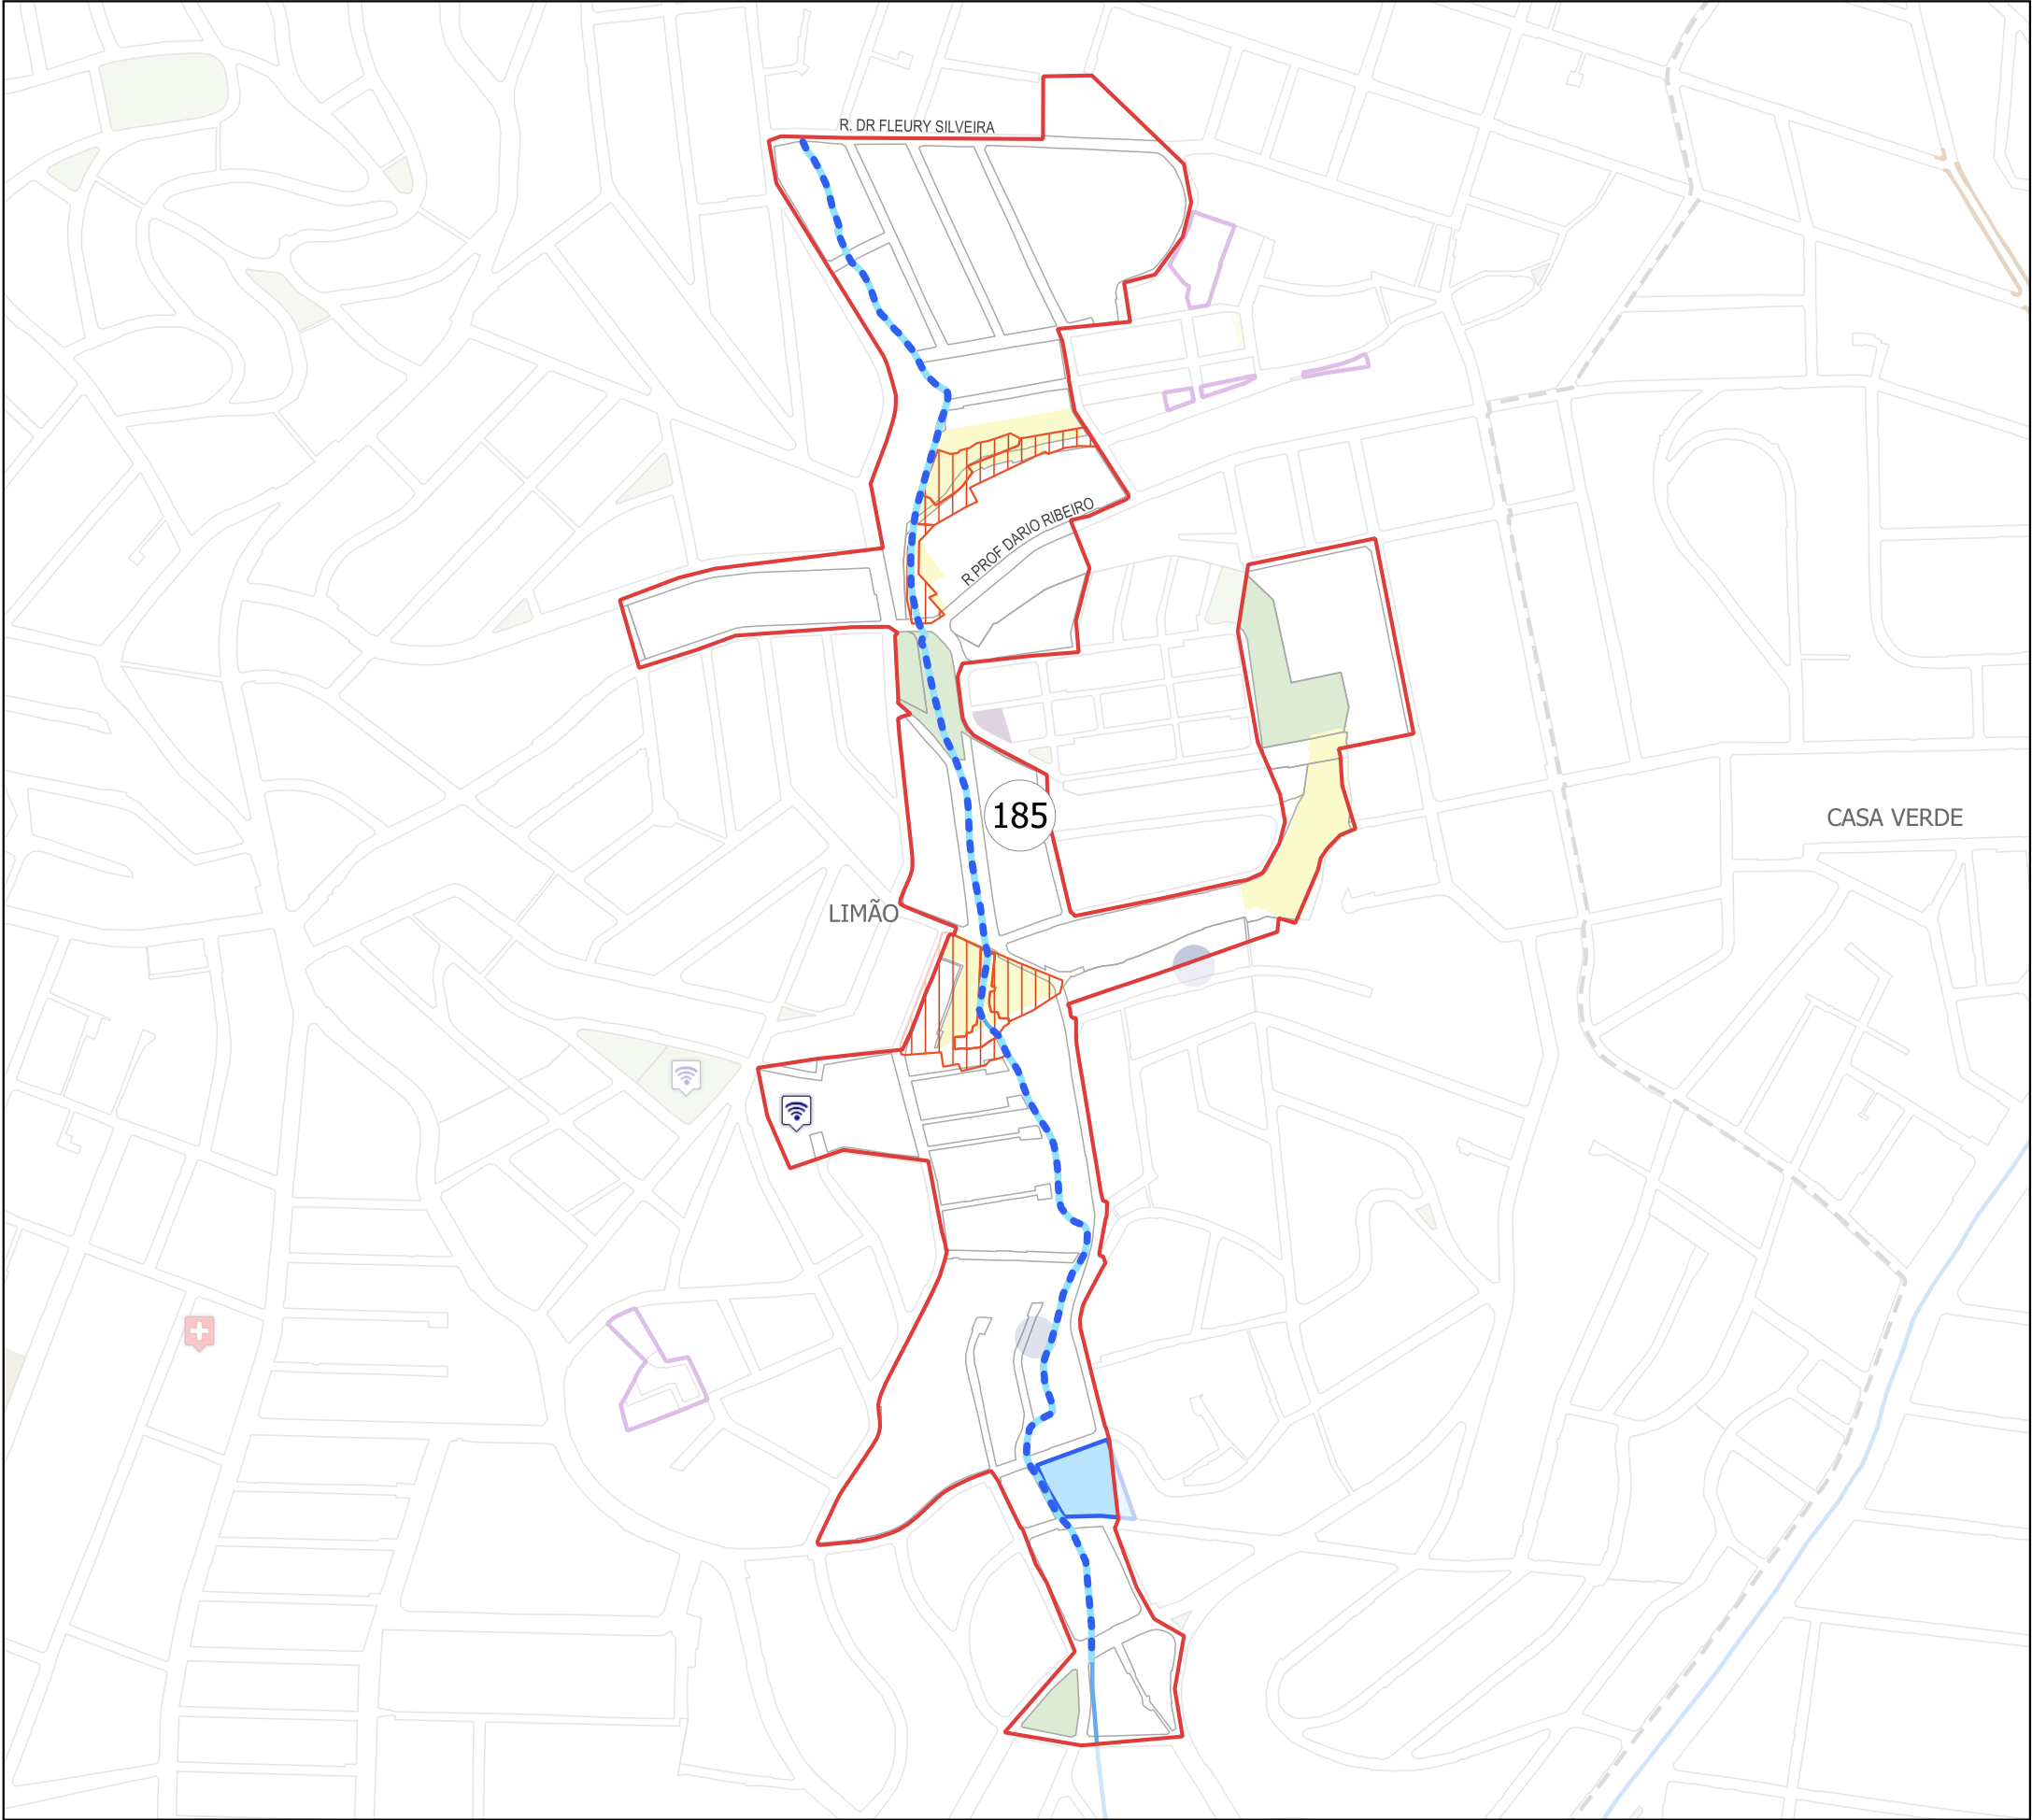 R. DR FLEURY SILVEIRA
R PROF DARIO RIBEIRO
185
CASA VERDE
LIMÃO